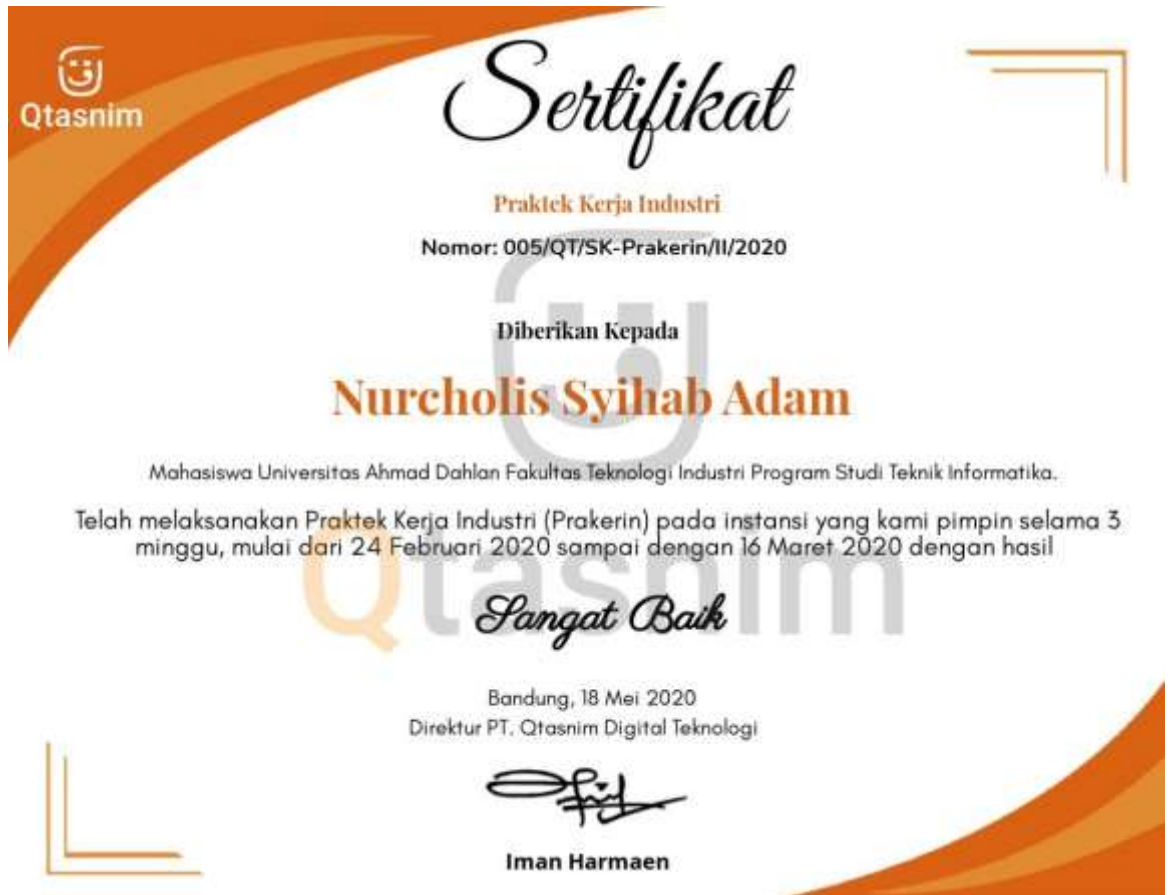 Qtasnim
Sertifikat
Praktek Kerja Industri
Nomor: 005/QT/SK-Prakerin/II/2020
Diberikan Kepada
Nurcholis Syihab Adam
Mahasiswa Universitas Ahmad Dahlan Fakultas Teknologi Industri Program Studi Teknik Informatika.
Telah melaksanakan Praktek Kerja Industri (Prakerin) pada instansi yang kami pimpin selama 3
minggu, mulai dari 24 Februari 2020 sampai dengan 16 Maret 2020 dengan hasil
Qtasnim
Sangat Baik
Bandung, 18 Mei 2020
Direktur PT. Qtasnim Digital Teknologi
Iman Harmaen